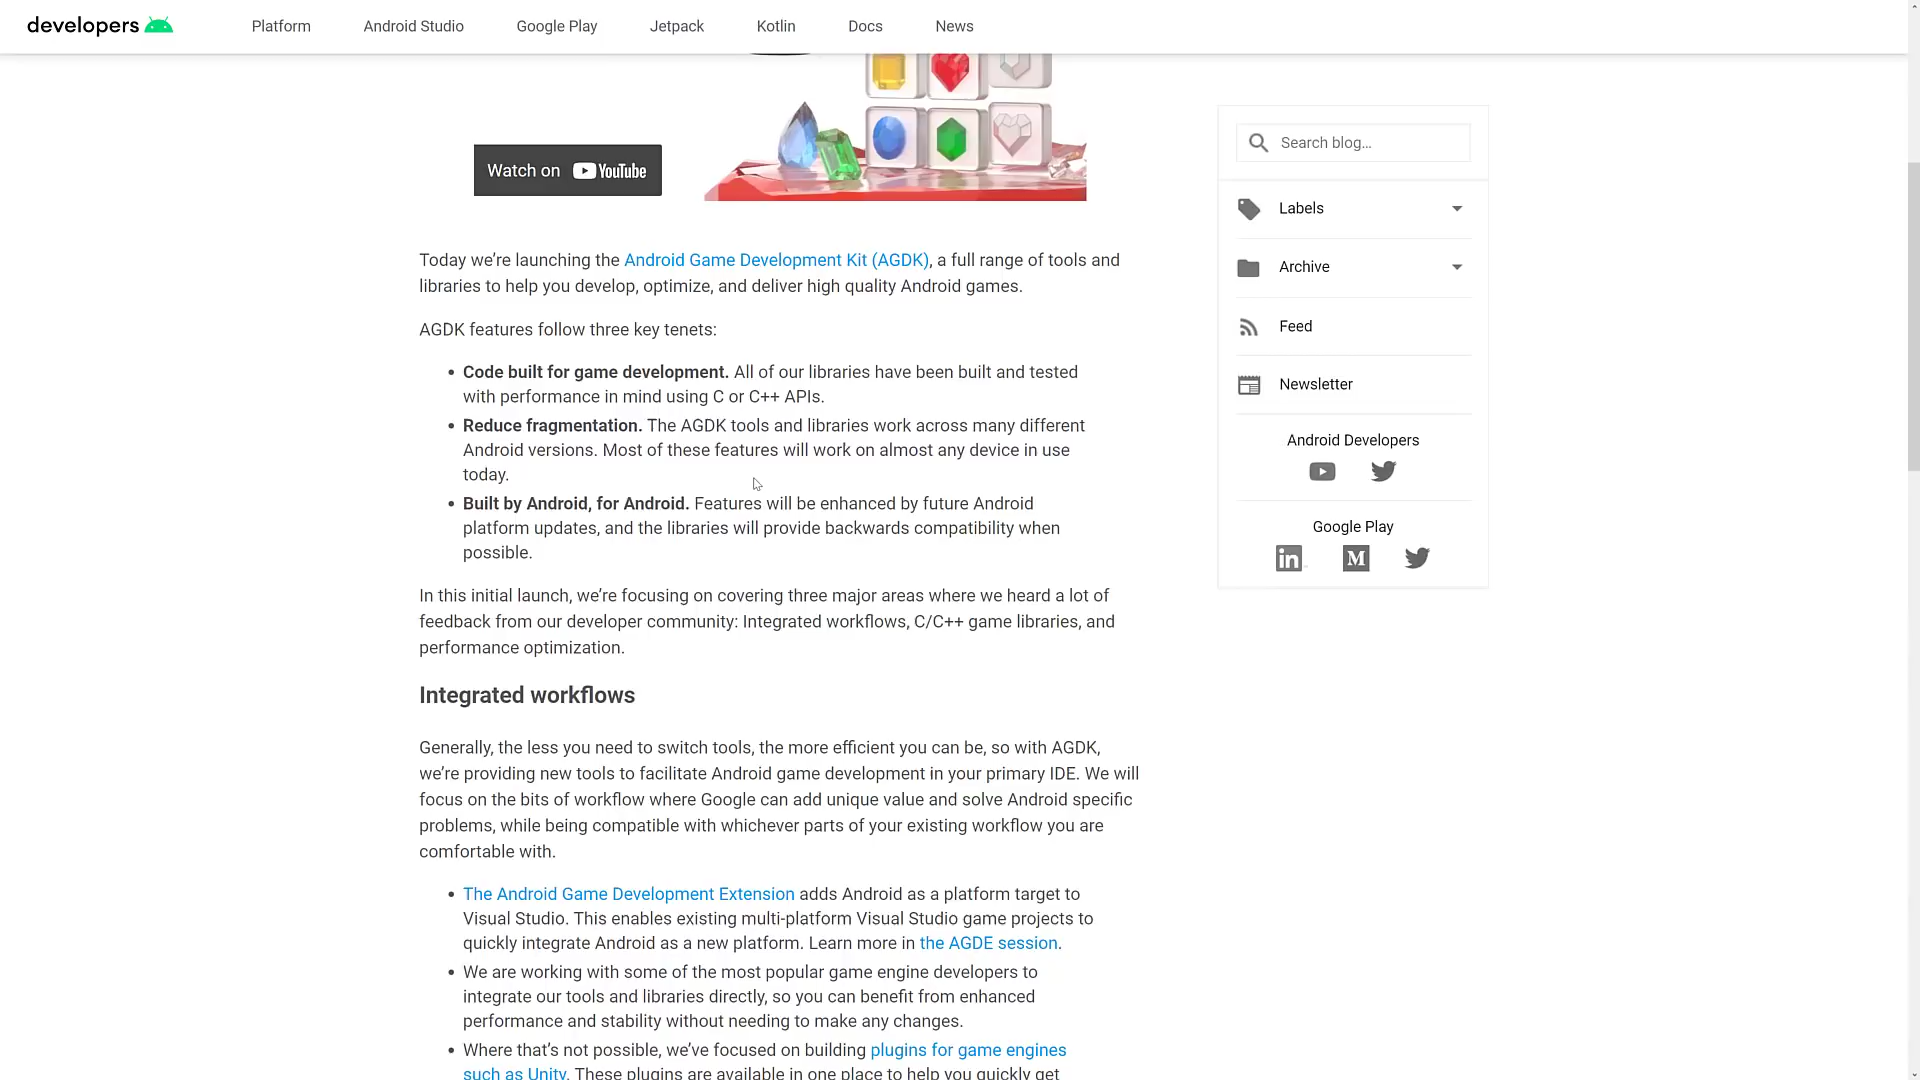 developers
Platform
Android Studio
Google Play
Jetpack
Kotlin
Docs
News
Watch on YouTube
Today we’re launching the Android Game Development Kit (AGDK), a full range of tools and
libraries to help you develop, optimize, and deliver high quality Android games.
AGDK features follow three key tenets:
• Code built for game development. All of our libraries have been built and tested
with performance in mind using C or C++ APIs.
• Reduce fragmentation. The AGDK tools and libraries work across many different
Android versions. Most of these features will work on almost any device in use
today.
• Built by Android, for Android. Features will be enhanced by future Android
platform updates, and the libraries will provide backwards compatibility when
possible.
In this initial launch, we’re focusing on covering three major areas where we heard a lot of
feedback from our developer community: Integrated workflows, C/C++ game libraries, and
performance optimization.
Integrated workflows
Generally, the less you need to switch tools, the more efficient you can be, so with AGDK,
we’re providing new tools to facilitate Android game development in your primary IDE. We will
focus on the bits of workflow where Google can add unique value and solve Android specific
problems, while being compatible with whichever parts of your existing workflow you are
comfortable with.
• The Android Game Development Extension adds Android as a platform target to
Visual Studio. This enables existing multi-platform Visual Studio game projects to
quickly integrate Android as a new platform. Learn more in the AGDE session.
• We are working with some of the most popular game engine developers to
integrate our tools and libraries directly, so you can benefit from enhanced
performance and stability without needing to make any changes.
• Where that’s not possible, we’ve focused on building plugins for game engines
such as Unity. These plugins are available in one place to help you quickly get
Search blog...
Labels
Archive
Feed
Newsletter
Android Developers
Google Play
in
M